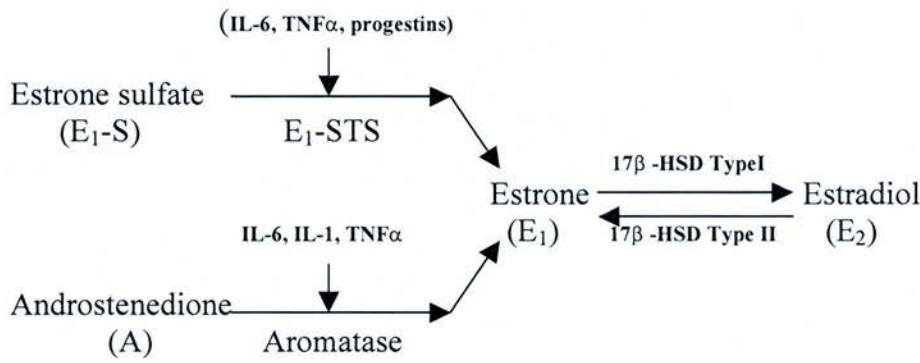 (IL-6, TNFα, progestins)
Estrone sulfate
(E₁-S)
E₁-STS
17β -HSD TypeI
Estrone
(E₁)
Estradiol
(E₂)
17β -HSD Type II
IL-6, IL-1, TNFα
Androstenedione
(A)
Aromatase